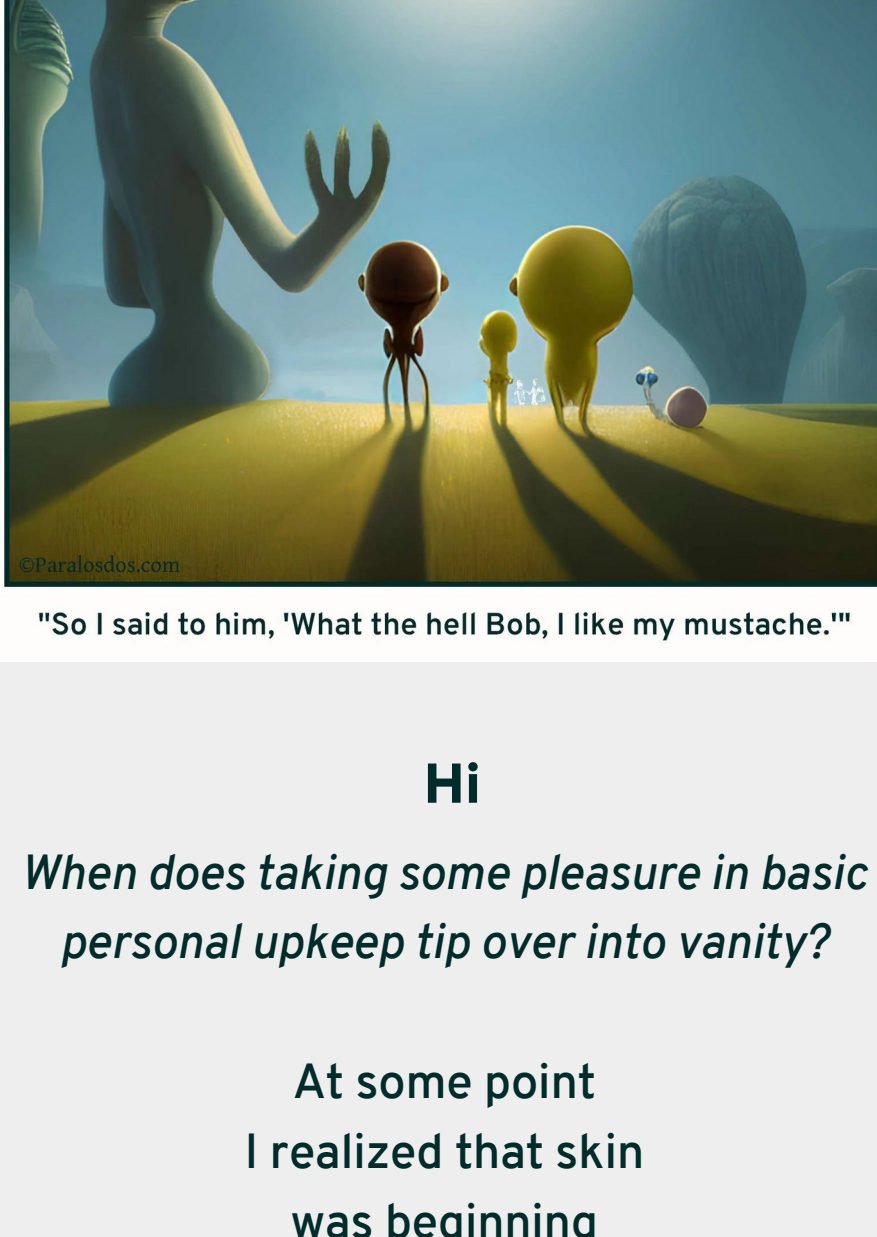 ©Paralosdos.com
"So I said to him, 'What the hell Bob, I like my mustache.'"
Hi
When does taking some pleasure in basic
personal upkeep tip over into vanity?
At some point
I realized that skin
was beginning